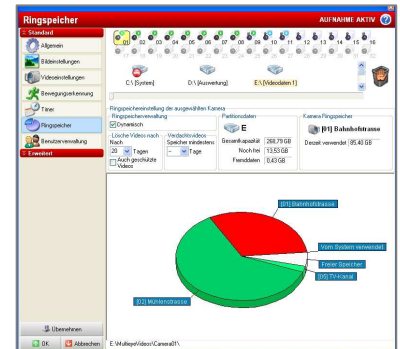 Ringspeicher
AUFNAHME AKTIV
Standard
Allgemein
Bildeinstellungen
Videoeinstellungen
Bewegungserkennung
Timer
Ringspeicher
Benutzerverwaltung
Erweitert
01 02 03 04 05 06 07 08 09 10 11 12 13 14 15 16
C:\ [System]
D:\ [Auswertung]
E:\ [Videodaten 1]
Ringspeichereinstellung der ausgewählten Kamera
Ringspeicherverwaltung
Dynamisch
Lösche Videos nach
Nach
20 Tagen
Auch geschützte Videos
Verdachtsvideos
Speicher mindestens
- Tage
Partitionsdaten
E
Gesamtkapazität 268,79 GB
Noch frei 13,53 GB
Fremddaten 0,43 GB
Kamera Ringspeicher
[01] Bahnhofstrasse
Derzeit verwendet 85,40 GB
[01] Bahnhofstrasse
Vom System verwendet
Freier Speicher
[05] TV-Kanal
[02] Mühlenstrasse
Übernehmen
OK
Abbrechen
E:\MultieyeVideos\Camera01\